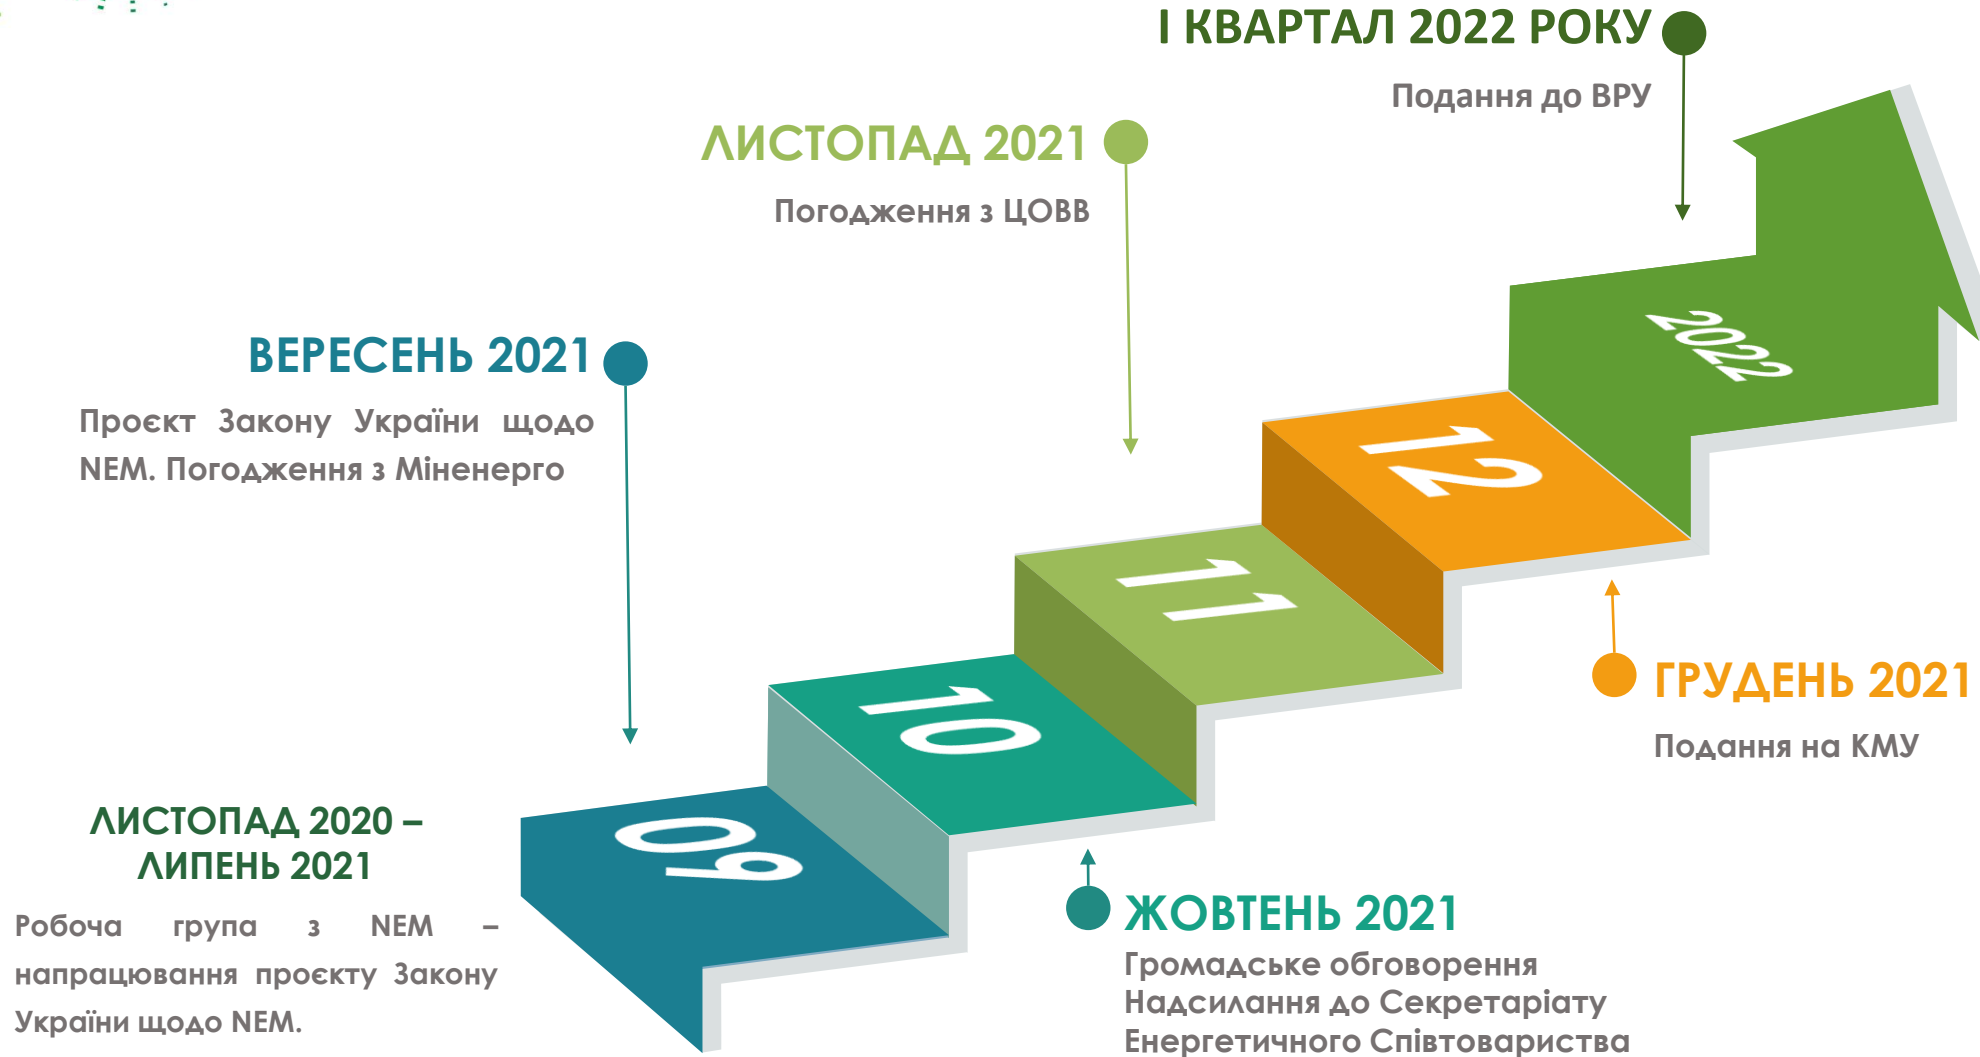 І КВАРТАЛ 2022 РОКУ
Подання до ВРУ
ЛИСТОПАД 2021
Погодження з ЦОВВ
ВЕРЕСЕНЬ 2021
Проєкт Закону України щодо
NEM. Погодження з Міненерго
2022
12
11
10
09
ГРУДЕНЬ 2021
Подання на КМУ
ЛИСТОПАД 2020 –
ЛИПЕНЬ 2021
Робоча група з NEM –
напрацювання проєкту Закону
України щодо NEM.
ЖОВТЕНЬ 2021
Громадське обговорення
Надсилання до Секретаріату
Енергетичного Співтовариства